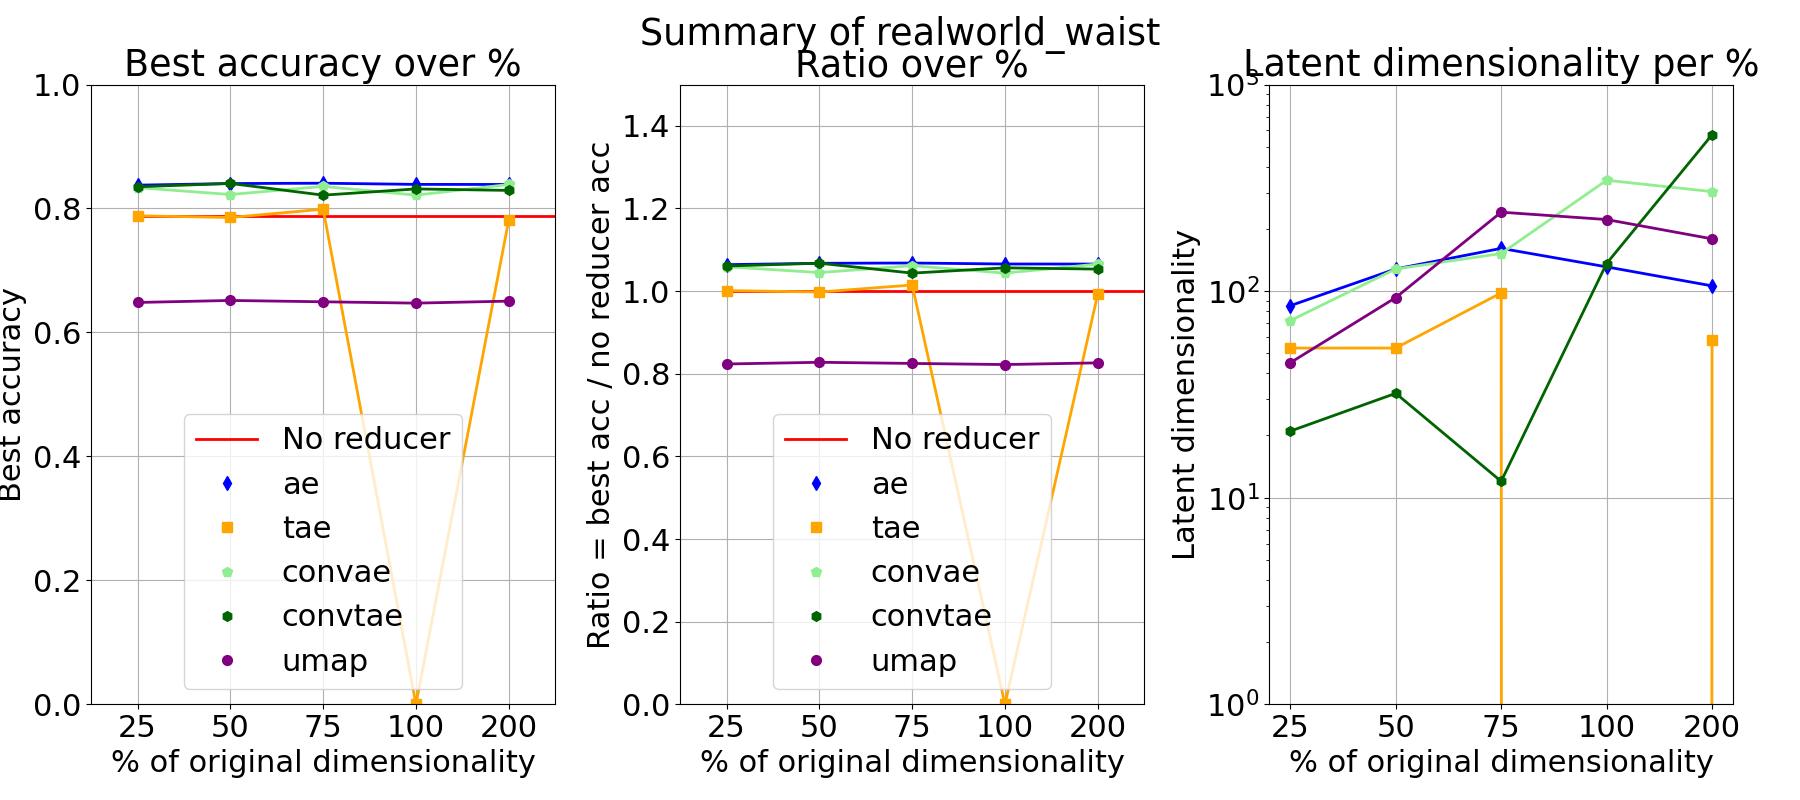 Summary of realworld_waist
Best accuracy over %
Best accuracy
1.0
0.8
0.6
0.4
0.2
0.0
No reducer
ae
tae
convae
convtae
umap
25 50 75 100 200
% of original dimensionality
Ratio over %
Ratio = best acc / no reducer acc
1.4
1.2
1.0
0.8
0.6
0.4
0.2
0.0
No reducer
ae
tae
convae
convtae
umap
25 50 75 100 200
% of original dimensionality
Latent dimensionality per %
Latent dimensionality
10³
10²
10¹
10⁰
25 50 75 100 200
% of original dimensionality